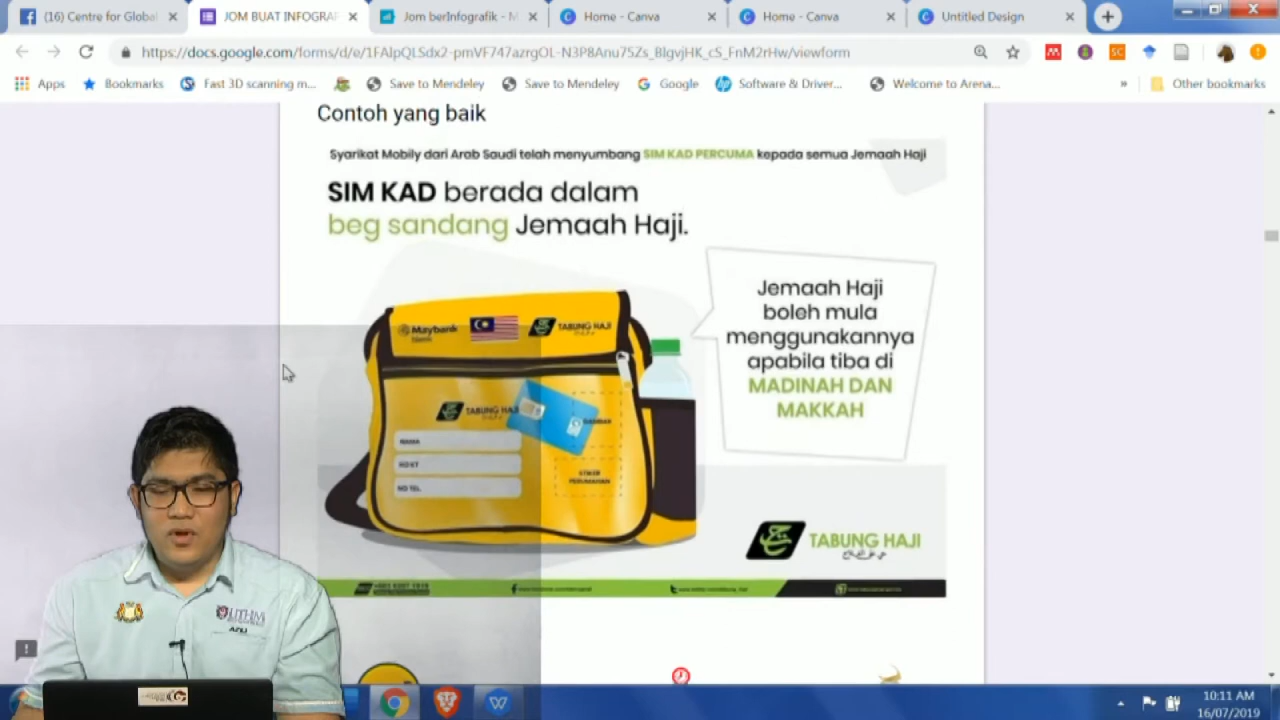 (16) Centre for Global
JOM BUAT INFOGRAF
Jom berInfografik - M
Home - Canva
Home - Canva
Untitled Design
https://docs.google.com/forms/d/e/1FAIpQLSdx2-pmVF747azrgOL-N3P8Anu75Zs_BlgvjHK_cS_FnM2rHw/viewform
Apps
Bookmarks
Fast 3D scanning m...
Save to Mendeley
Save to Mendeley
Google
Software & Driver...
Welcome to Arena...
»
Other bookmarks
Contoh yang baik
Syarikat Mobily dari Arab Saudi telah menyumbang SIM KAD PERCUMA kepada semua Jemaah Haji
SIM KAD berada dalam
beg sandang Jemaah Haji.
Jemaah Haji
boleh mula
menggunakannya
apabila tiba di
MADINAH DAN
MAKKAH
Maybank
Islamic
TABUNG HAJI
TABUNG HAJI
GAMBAR
NAMA
NO KT
NO TEL
STIKER
PERUMAHAN
TABUNG HAJI
UTHM
10:11 AM
16/07/2019